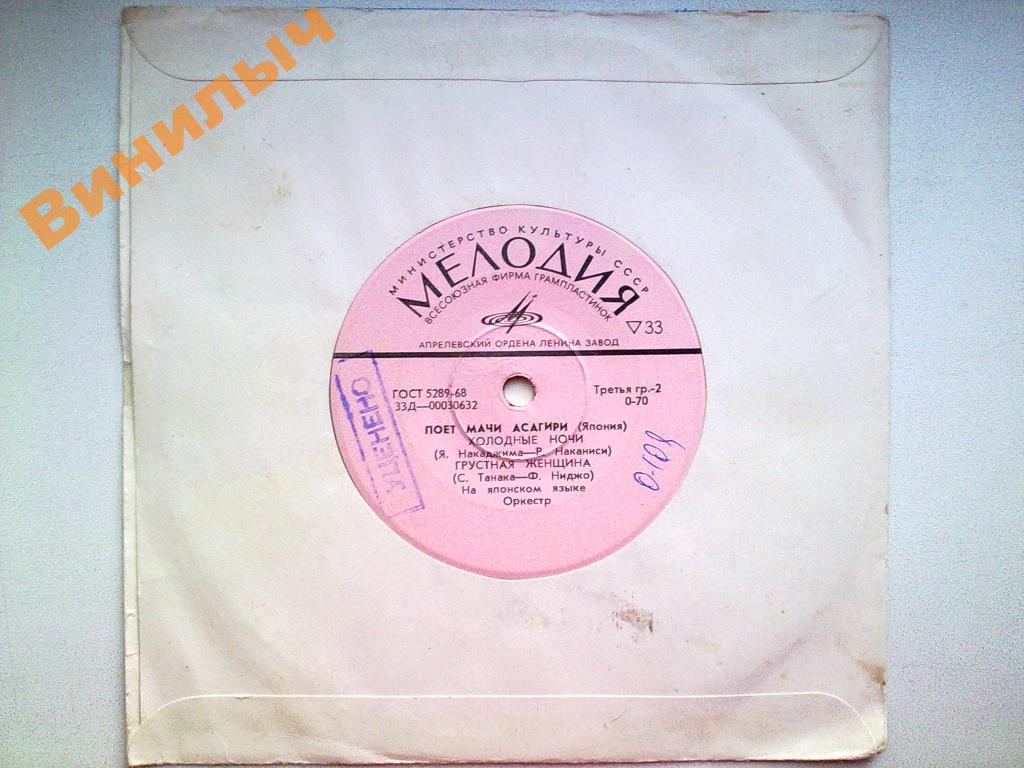 Винилыч
МИНИСТЕРСТВО КУЛЬТУРЫ СССР
МЕЛОДИЯ
ВСЕСОЮЗНАЯ ФИРМА ГРАМПЛАСТИНОК
▽33
АПРЕЛЕВСКИЙ ОРДЕНА ЛЕНИНА ЗАВОД
ГОСТ 5289-68
33Д—00030632
Третья гр.-2
0-70
УЦЕНЕНО
ПОЕТ МАЧИ АСАГИРИ (Япония)
ХОЛОДНЫЕ НОЧИ
(Я. Накаджима—Р. Наканиси)
ГРУСТНАЯ ЖЕНЩИНА
(С. Танака—Ф. Ниджо)
На японском языке
Оркестр